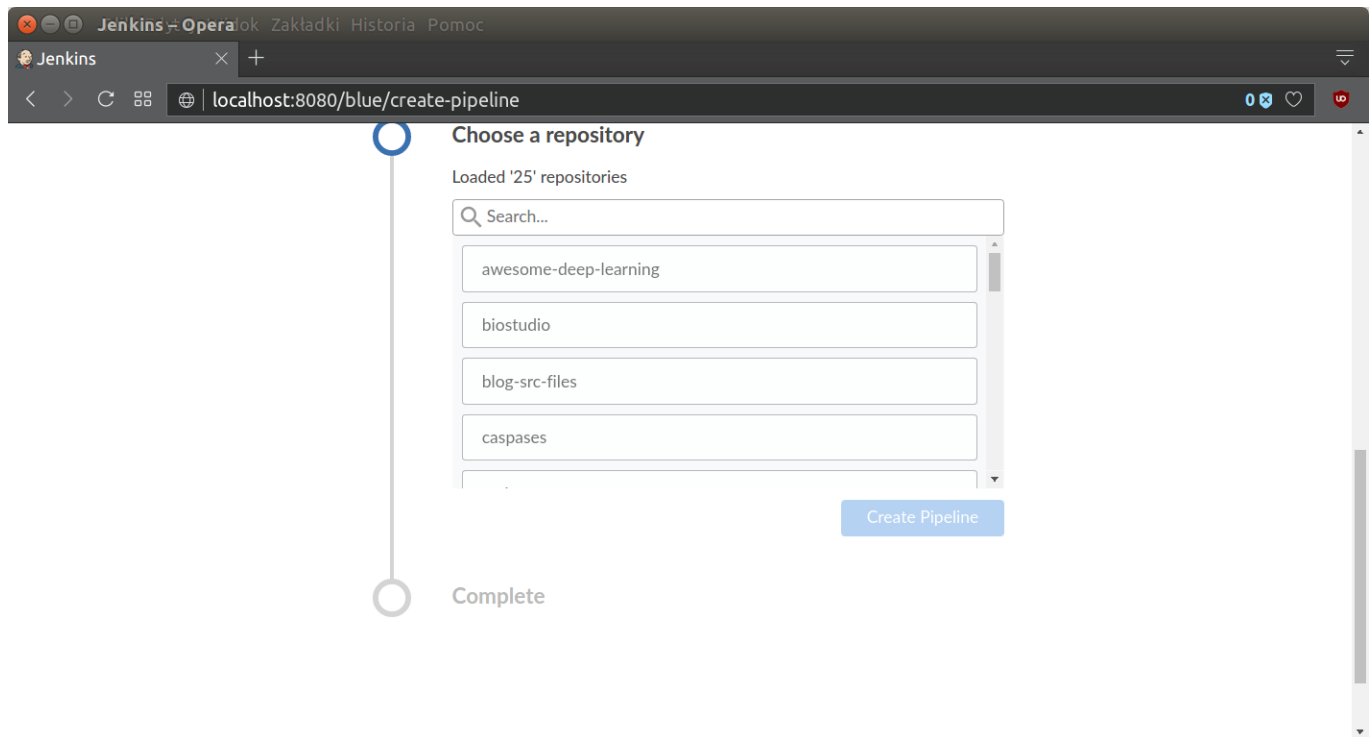 Jenkins – Opera dok Zakładki Historia Pomoc
Jenkins
localhost:8080/blue/create-pipeline
0
Choose a repository
Loaded '25' repositories
Search...
awesome-deep-learning
biostudio
blog-src-files
caspases
Create Pipeline
Complete